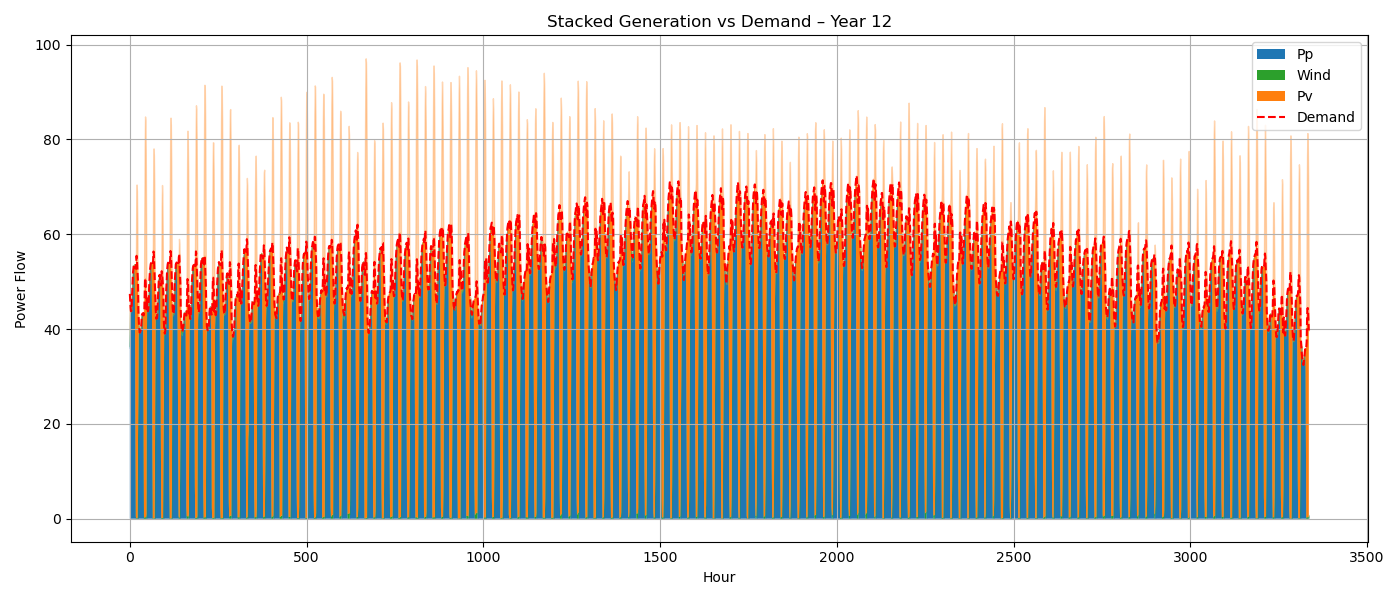 Stacked Generation vs Demand – Year 12
100
80
60
40
20
0
Power Flow
0 500 1000 1500 2000 2500 3000 3500
Hour
Pp
Wind
Pv
Demand